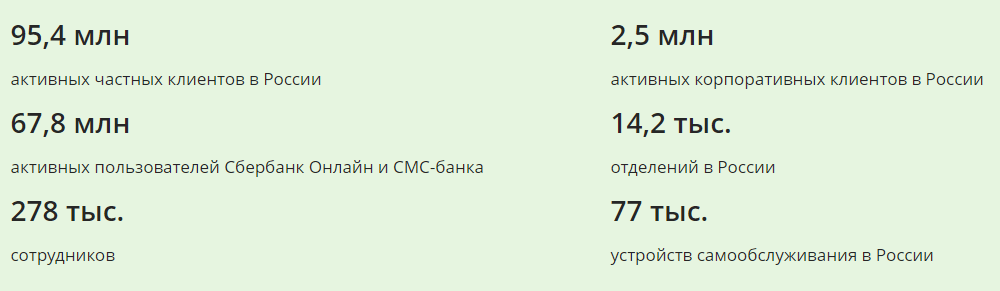 95,4 млн
активных частных клиентов в России
67,8 млн
активных пользователей Сбербанк Онлайн и СМС-банка
278 тыс.
сотрудников
2,5 млн
активных корпоративных клиентов в России
14,2 тыс.
отделений в России
77 тыс.
устройств самообслуживания в России